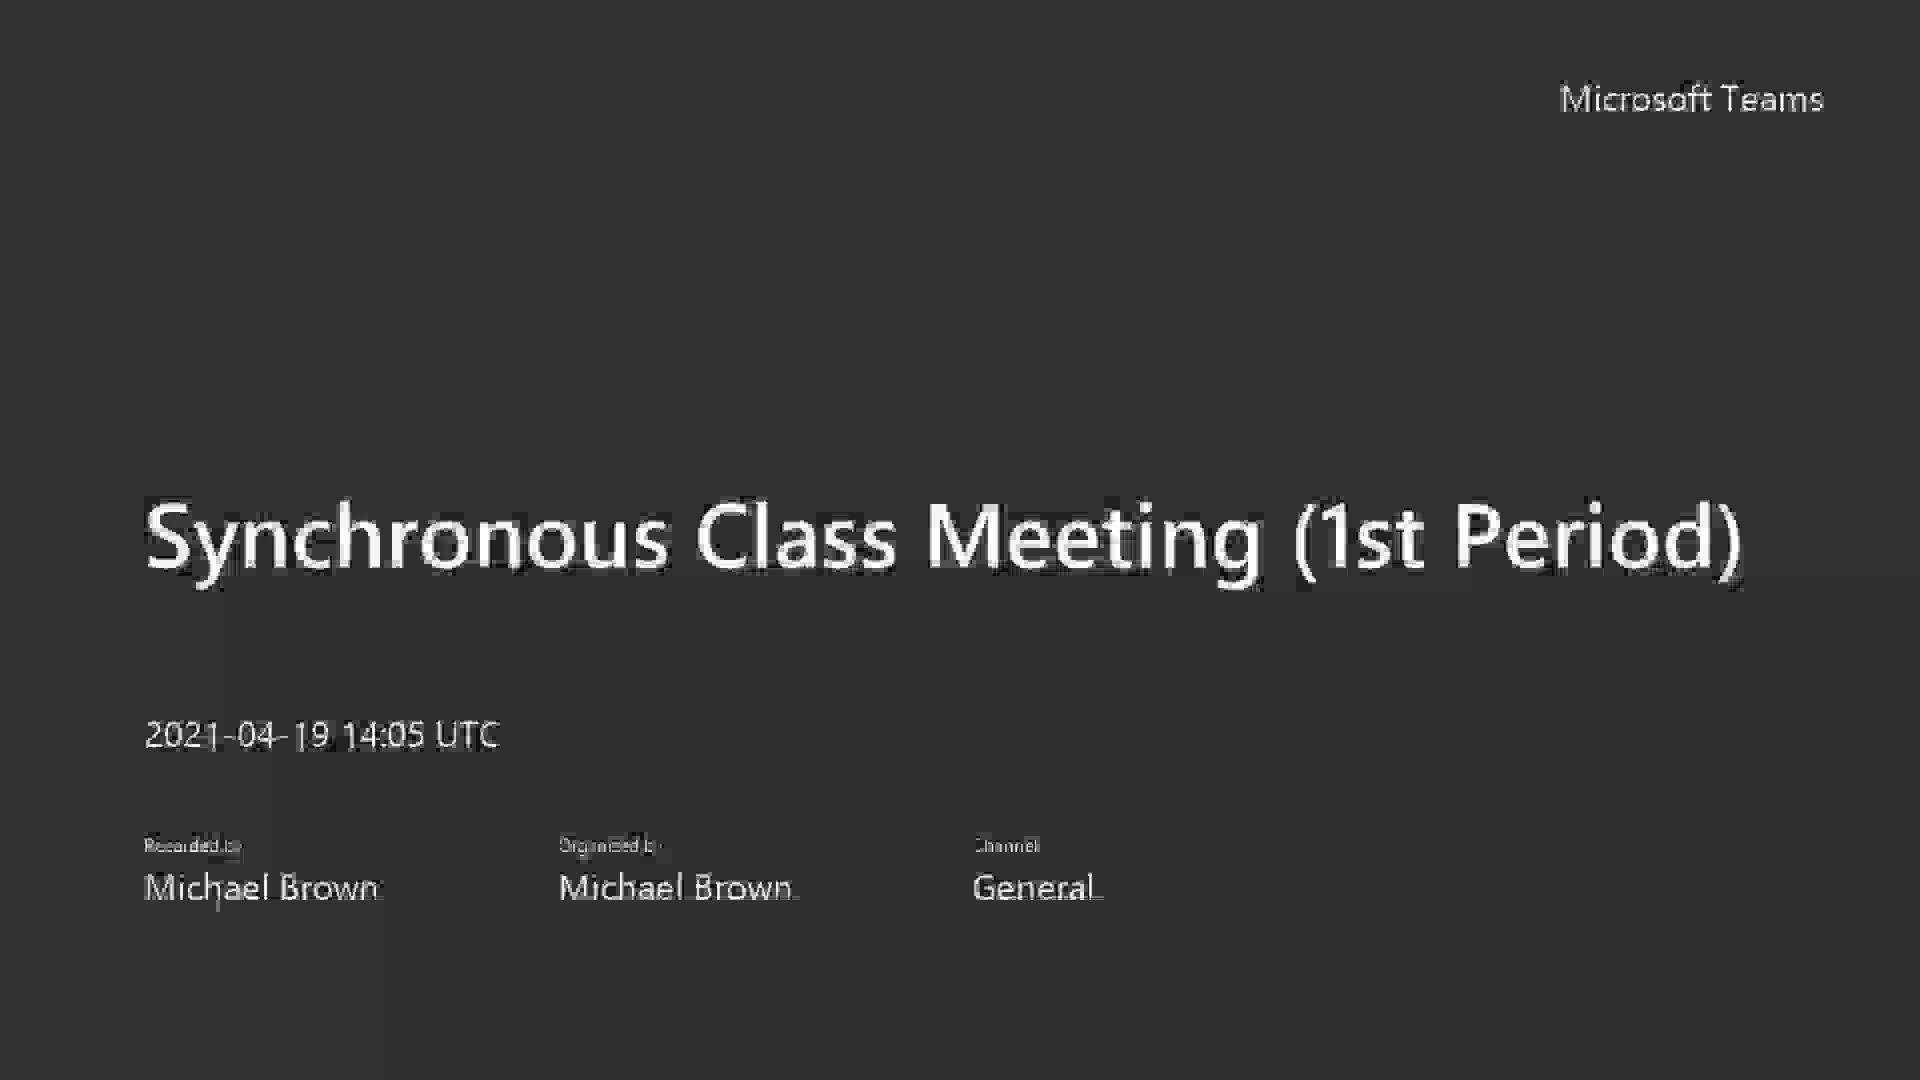 Microsoft Teams
Synchronous Class Meeting (1st Period)
2021-04-19 14:05 UTC
Recorded by Organized by Channel
Michael Brown Michael Brown General